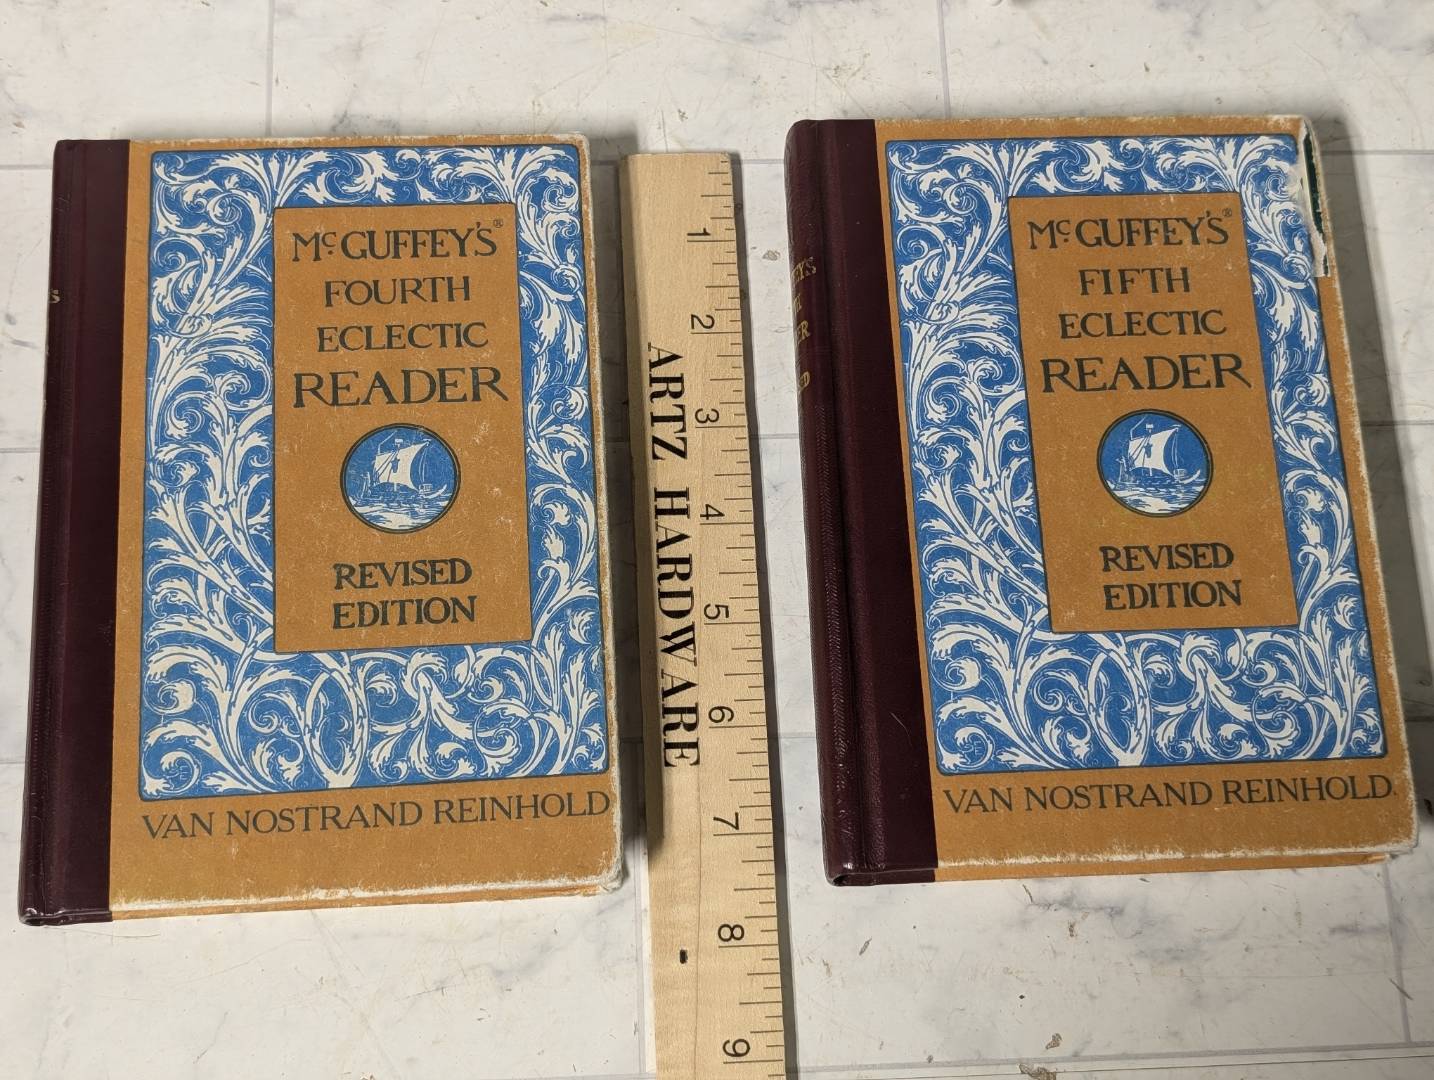 McGUFFEY'S®
FOURTH
ECLECTIC
READER
REVISED
EDITION
VAN NOSTRAND REINHOLD
1
2
3
4
5
6
7
8
9
ARTZ HARDWARE
McGUFFEY'S®
FIFTH
ECLECTIC
READER
REVISED
EDITION
VAN NOSTRAND REINHOLD